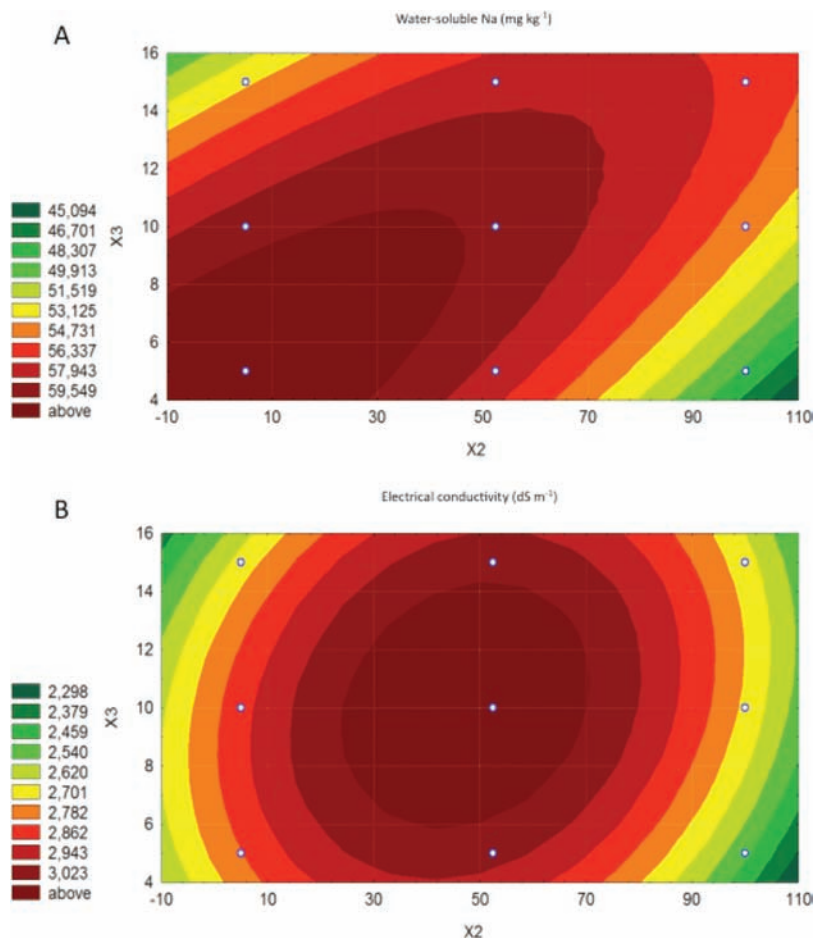 A
Water-soluble Na (mg kg⁻¹)
16
14
12
10
8
6
4
X3
45,094
46,701
48,307
49,913
51,519
53,125
54,731
56,337
57,943
59,549
above
-10 10 30 50 70 90 110
X2
B
Electrical conductivity (dS m⁻¹)
16
14
12
10
8
6
4
X3
2,298
2,379
2,459
2,540
2,620
2,701
2,782
2,862
2,943
3,023
above
-10 10 30 50 70 90 110
X2